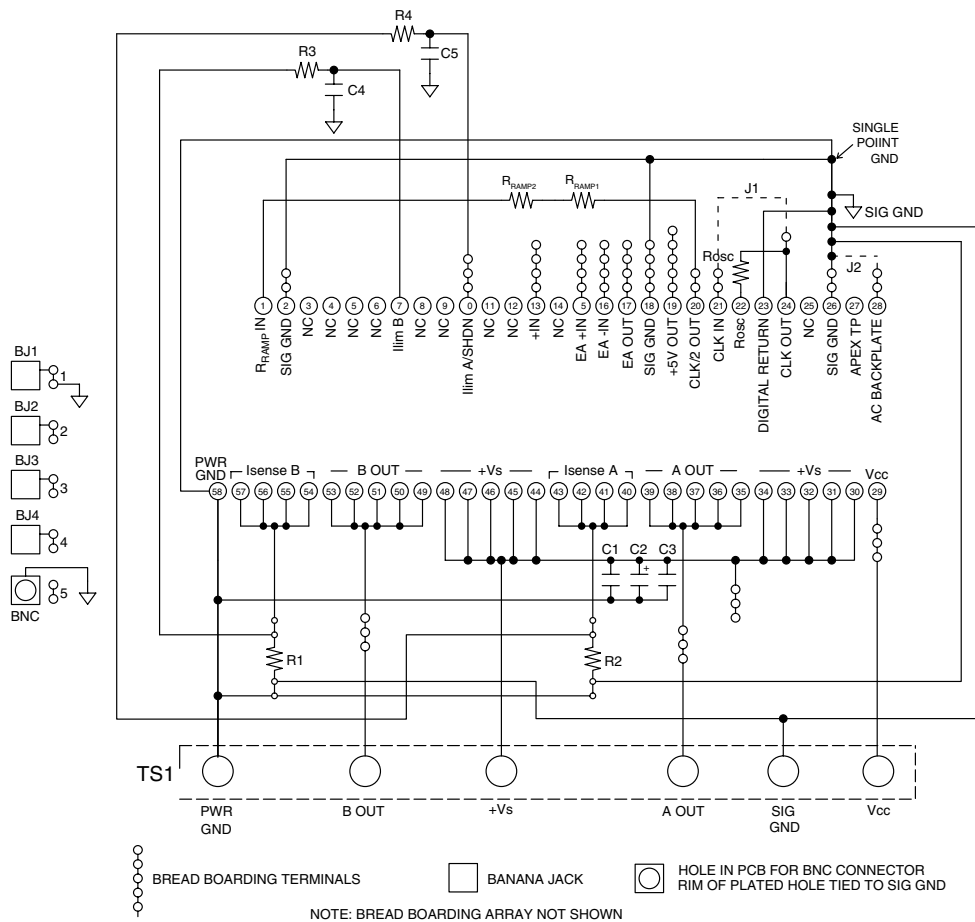 R4
C5
R3
C4
SINGLE
POIINT
GND
R RAMP2
R RAMP1
J1
SIG GND
Rosc
J2
1 2 3 4 5 6 7 8 9 0 11 12 13 14 5 16 17 18 19 20 21 22 23 24 25 26 27 28
R RAMP IN
SIG GND
NC
NC
NC
NC
Ilim B
NC
NC
Ilim A/SHDN
NC
NC
+IN
NC
EA +IN
EA -IN
EA OUT
SIG GND
+5V OUT
CLK/2 OUT
CLK IN
Rosc
DIGITAL RETURN
CLK OUT
NC
SIG GND
APEX TP
AC BACKPLATE
BJ1
1
BJ2
2
BJ3
3
BJ4
4
5
BNC
PWR
GND
Isense B
B OUT
+Vs
Isense A
A OUT
+Vs
Vcc
58 57 56 55 54 53 52 51 50 49 48 47 46 45 44 43 42 41 40 39 38 37 36 35 34 33 32 31 30 29
C1 C2 C3
+
R1
R2
TS1
PWR
GND
B OUT
+Vs
A OUT
SIG
GND
Vcc
BREAD BOARDING TERMINALS
BANANA JACK
HOLE IN PCB FOR BNC CONNECTOR
RIM OF PLATED HOLE TIED TO SIG GND
NOTE: BREAD BOARDING ARRAY NOT SHOWN